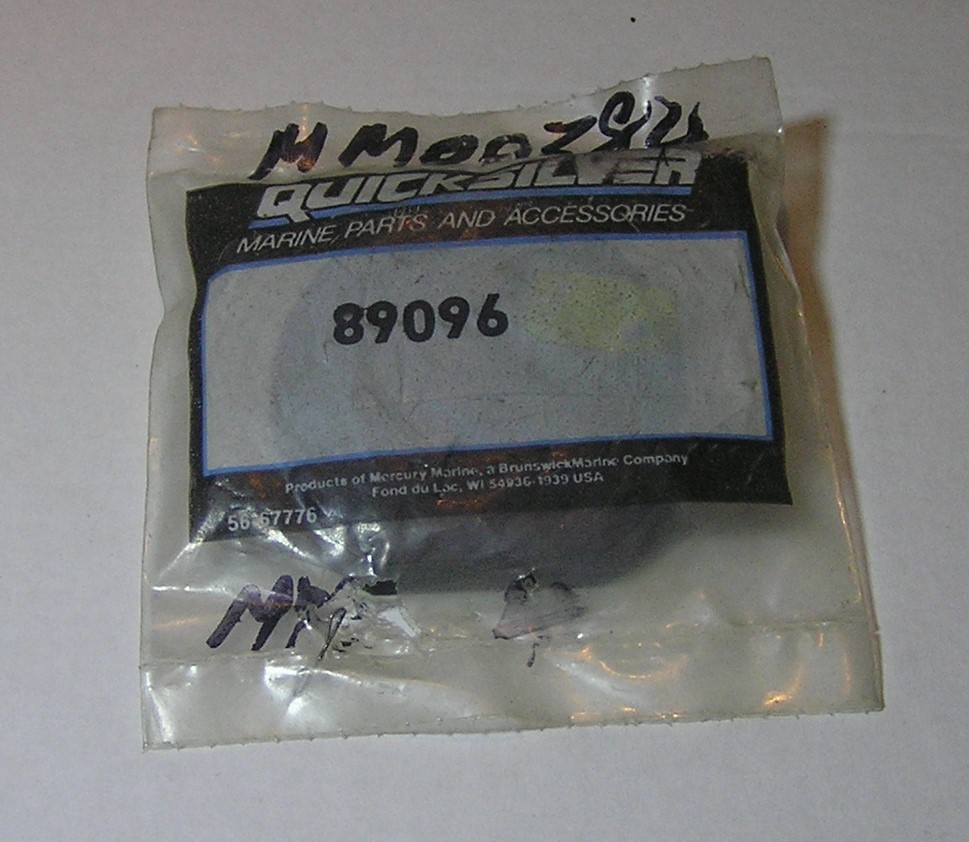 QUICKSILVER
MARINE PARTS AND ACCESSORIES
89096
Products of Mercury Marine, a Brunswick Marine Company
Fond du Lac, WI 54936-1939 USA
56-67776
MM